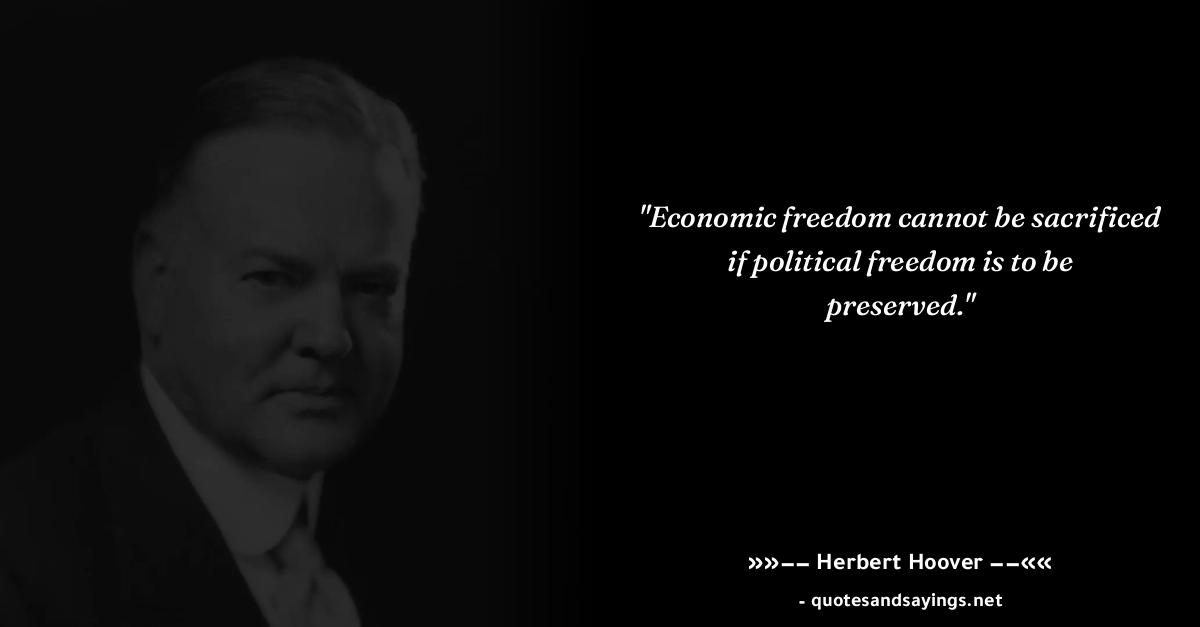 "Economic freedom cannot be sacrificed
if political freedom is to be
preserved."
»»–– Herbert Hoover ––««
- quotesandsayings.net